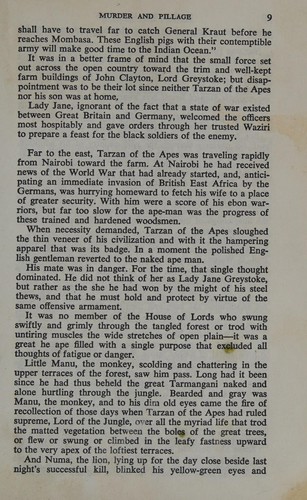 MURDER AND PILLAGE 9
shall have to travel far to catch General Kraut before he
reaches Mombasa. These English pigs with their contemptible
army will make good time to the Indian Ocean."
It was in a better frame of mind that the small force set
out across the open country toward the trim and well-kept
farm buildings of John Clayton, Lord Greystoke; but disap-
pointment was to be their lot since neither Tarzan of the Apes
nor his son was at home,
Lady Jane, ignorant of the fact that a state of war existed
between Great Britain and Germany, welcomed the officers
most hospitably and gave orders through her trusted Waziri
to prepare a feast for the black soldiers of the enemy.
Far to the east, Tarzan of the Apes was traveling rapidly
from Nairobi toward the farm. At Nairobi he had received
news of the World War that had already started, and, antici-
pating an immediate invasion of British East Africa by the
Germans, was hurrying homeward to fetch his wife to a place
of greater security. With him were a score of his ebon war-
riors, but far too slow for the ape-man was the progress of
these trained and hardened woodsmen.
When necessity demanded, Tarzan of the Apes sloughed
the thin veneer of his civilization and with it the hampering
apparel that was its badge. In a moment the polished Eng-
lish gentleman reverted to the naked ape man.
His mate was in danger. For the time, that single thought
dominated. He did not think of her as Lady Jane Greystoke,
but rather as the she he had won by the might of his steel
thews, and that he must hold and protect by virtue of the
same offensive armament.
It was no member of the House of Lords who swung
swiftly and grimly through the tangled forest or trod with
untiring muscles the wide stretches of open plain—it was a
great he ape filled with a single purpose that excluded all
thoughts of fatigue or danger.
Little Manu, the monkey, scolding and chattering in the
upper terraces of the forest, saw him pass. Long had it been
since he had thus beheld the great Tarmangani naked and
alone hurtling through the jungle. Bearded and gray was
Manu, the monkey, and to his dim old eyes came the fire of
recollection of those days when Tarzan of the Apes had ruled
supreme, Lord of the Jungle, over all the myriad life that trod
the matted vegetation between the boles of the great trees,
or flew or swung or climbed in the leafy fastness upward
to the very apex of the loftiest terraces.
And Numa, the lion, lying up for the day close beside last
night's successful kill, blinked his yellow-green eyes and